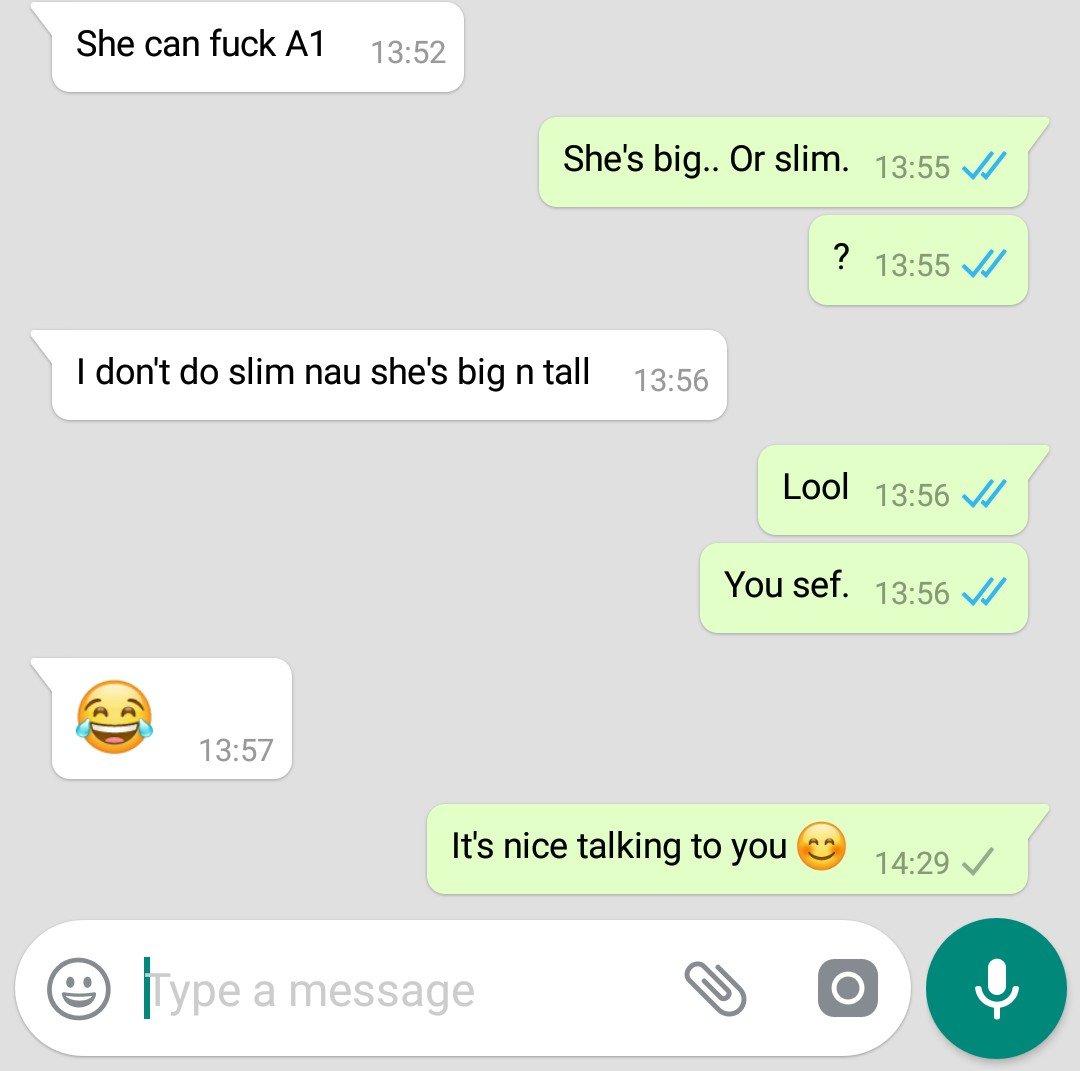 She can fuck A1 13:52
She's big.. Or slim. 13:55
? 13:55
I don't do slim nau she's big n tall 13:56
Lool 13:56
You sef. 13:56
😂 13:57
It's nice talking to you 😊 14:29
Type a message